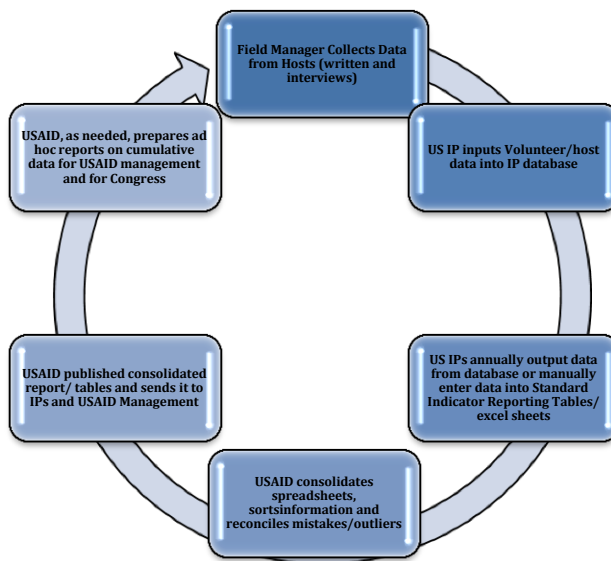 Field Manager Collects Data
from Hosts (written and
interviews)
US IP inputs Volunteer/host
data into IP database
US IPs annually output data
from database or manually
enter data into Standard
Indicator Reporting Tables/
excel sheets
USAID consolidates
spreadsheets,
sortsinformation and
reconciles mistakes/outliers
USAID published consolidated
report/ tables and sends it to
IPs and USAID Management
USAID, as needed, prepares ad
hoc reports on cumulative
data for USAID management
and for Congress